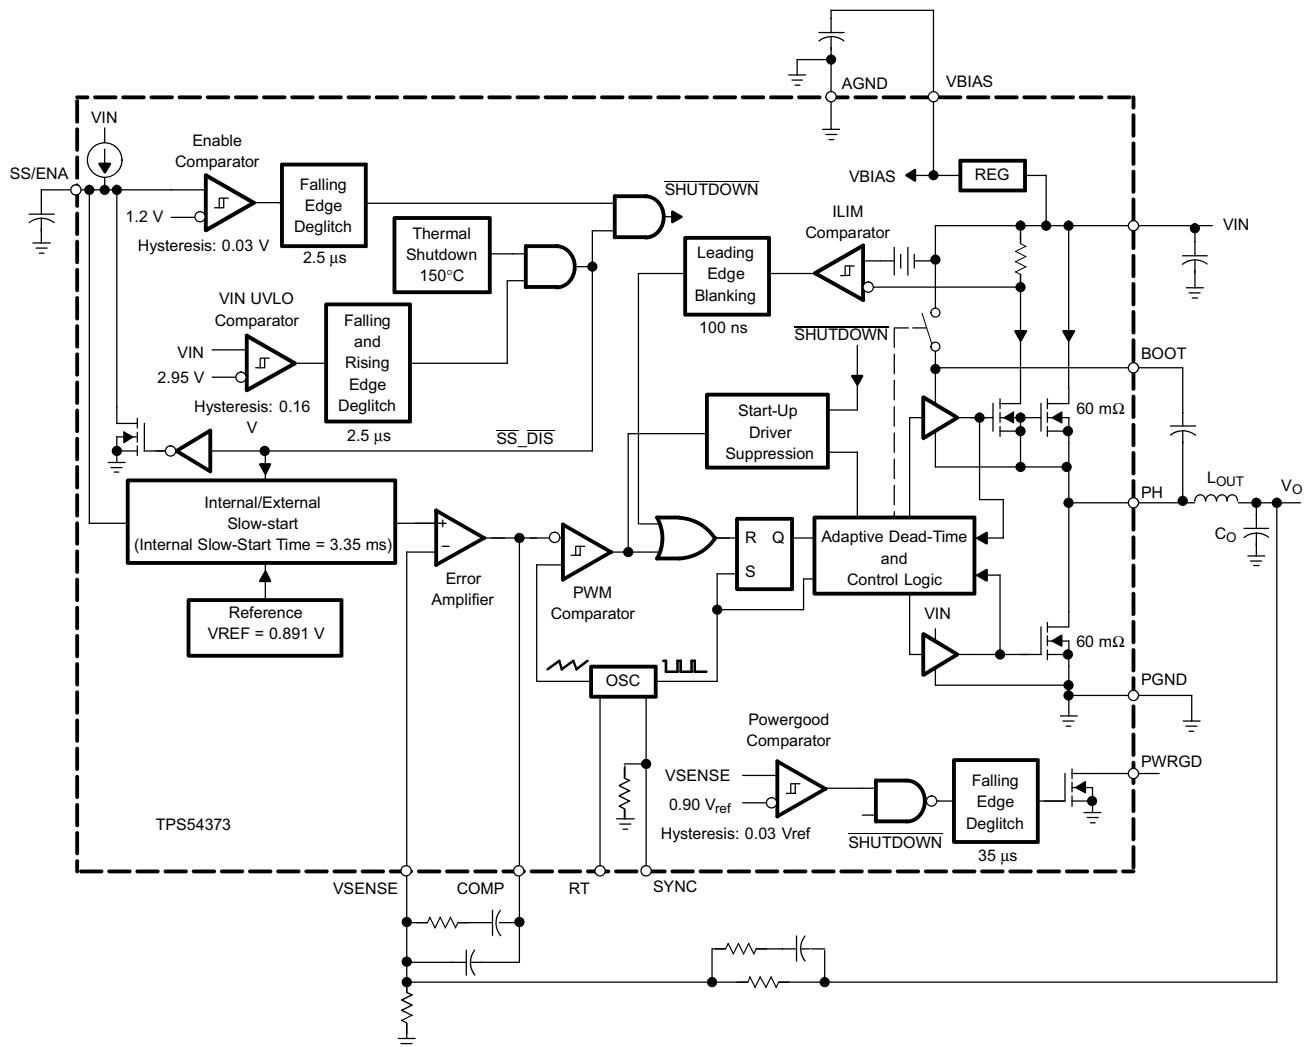 AGND
VBIAS
VIN
SS/ENA
Enable
Comparator
1.2 V
Hysteresis: 0.03 V
Falling
Edge
Deglitch
2.5 µs
SHUTDOWN
VBIAS
REG
ILIM
Comparator
VIN
Thermal
Shutdown
150°C
Leading
Edge
Blanking
100 ns
VIN UVLO
Comparator
VIN
2.95 V
Hysteresis: 0.16
V
Falling
and
Rising
Edge
Deglitch
2.5 µs
SHUTDOWN
BOOT
SS_DIS
Start-Up
Driver
Suppression
60 mΩ
Internal/External
Slow-start
(Internal Slow-Start Time = 3.35 ms)
+
−
Error
Amplifier
PWM
Comparator
R Q
S
Adaptive Dead-Time
and
Control Logic
PH
LOUT
VO
CO
Reference
VREF = 0.891 V
VIN
60 mΩ
OSC
PGND
Powergood
Comparator
VSENSE
0.90 Vref
Hysteresis: 0.03 Vref
SHUTDOWN
Falling
Edge
Deglitch
35 µs
PWRGD
TPS54373
VSENSE
COMP
RT
SYNC